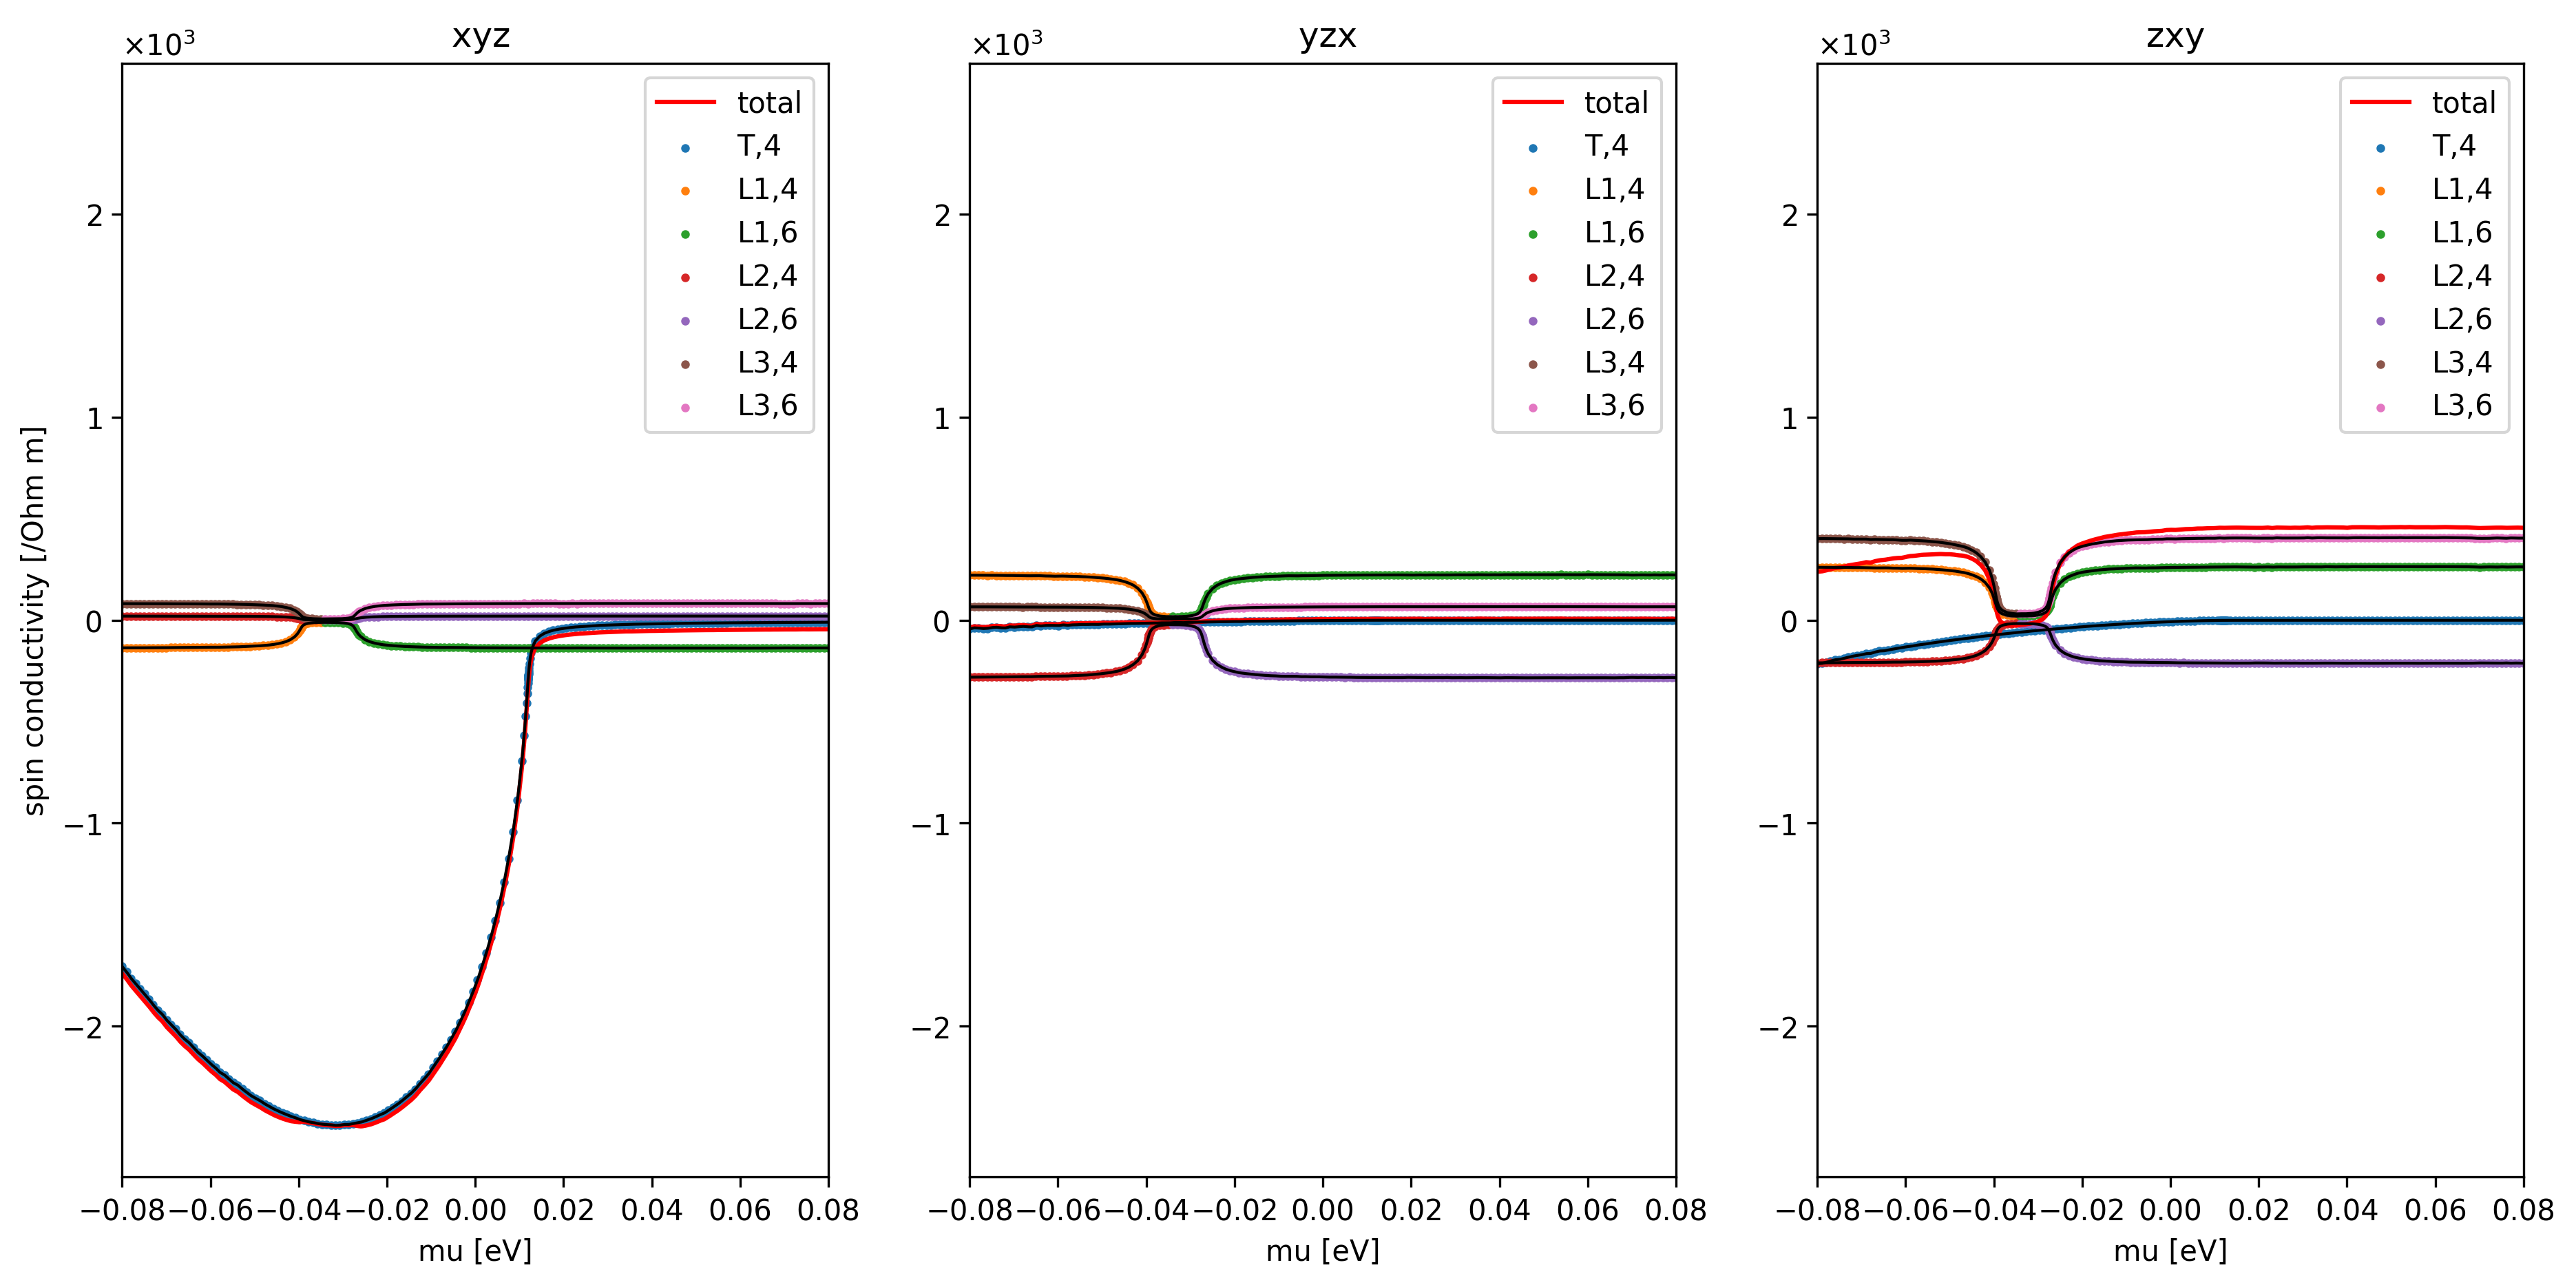 xyz
×10³
spin conductivity [/Ohm m]
2
1
0
−1
−2
total
T,4
L1,4
L1,6
L2,4
L2,6
L3,4
L3,6
−0.08 −0.06 −0.04 −0.02 0.00 0.02 0.04 0.06 0.08
mu [eV]
yzx
×10³
2
1
0
−1
−2
total
T,4
L1,4
L1,6
L2,4
L2,6
L3,4
L3,6
−0.08 −0.06 −0.04 −0.02 0.00 0.02 0.04 0.06 0.08
mu [eV]
zxy
×10³
2
1
0
−1
−2
total
T,4
L1,4
L1,6
L2,4
L2,6
L3,4
L3,6
−0.08 −0.06 −0.04 −0.02 0.00 0.02 0.04 0.06 0.08
mu [eV]